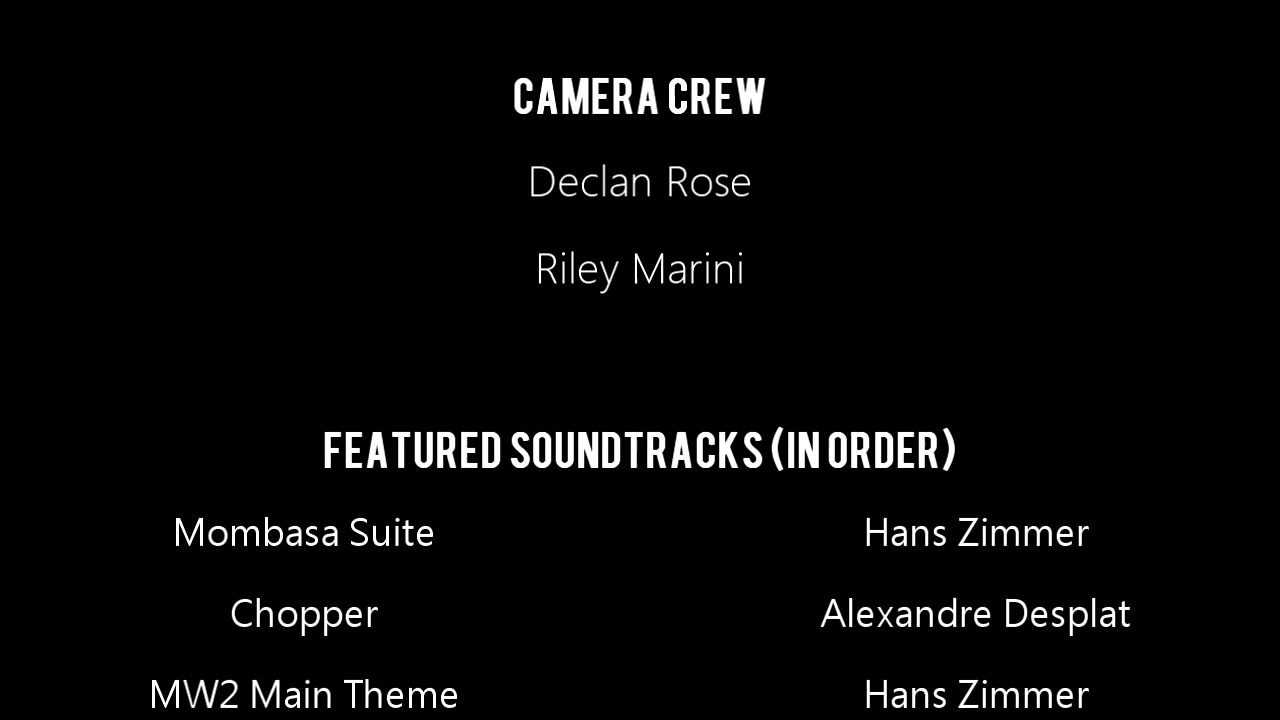 CAMERA CREW
Declan Rose
Riley Marini
FEATURED SOUNDTRACKS (IN ORDER)
Mombasa Suite Hans Zimmer
Chopper Alexandre Desplat
MW2 Main Theme Hans Zimmer